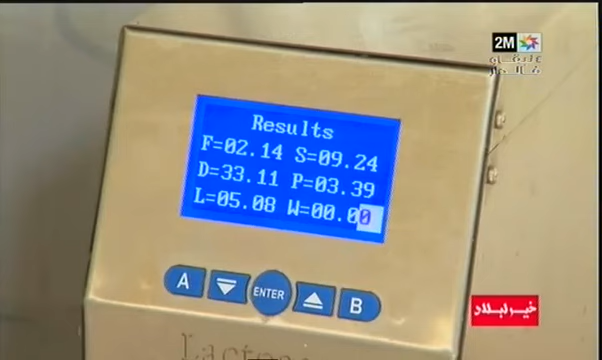 2M
Results
F=02.14 S=09.24
D=33.11 P=03.39
L=05.08 W=00.00
A
ENTER
B
خير لبلاد